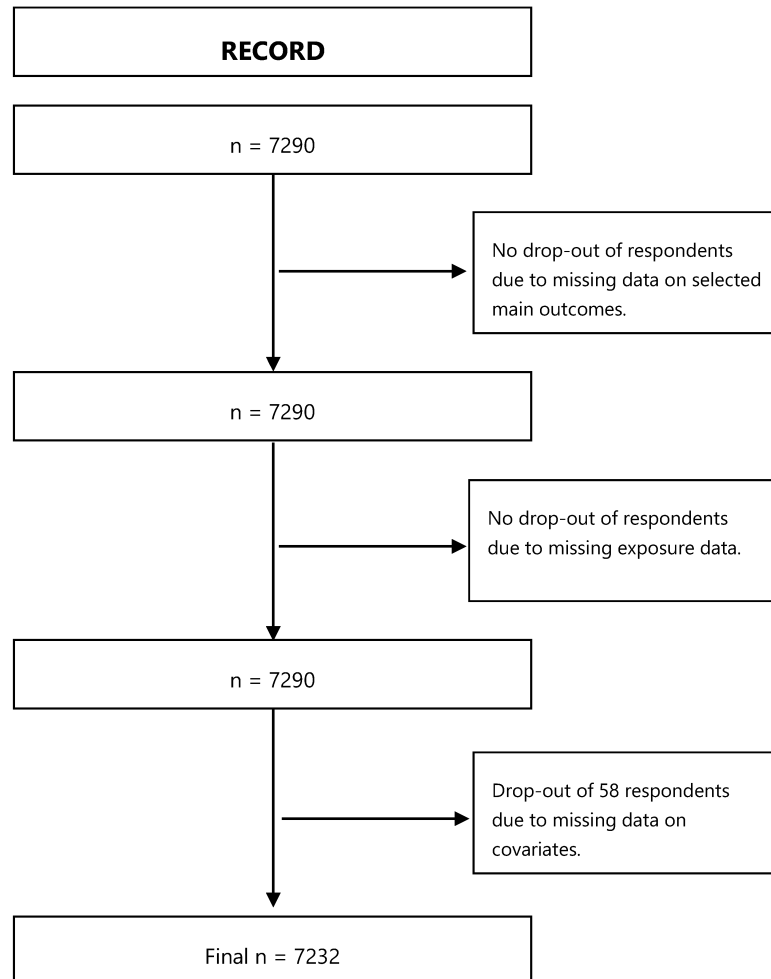 RECORD
n = 7290
No drop-out of respondents
due to missing data on selected
main outcomes.
n = 7290
No drop-out of respondents
due to missing exposure data.
n = 7290
Drop-out of 58 respondents
due to missing data on
covariates.
Final n = 7232